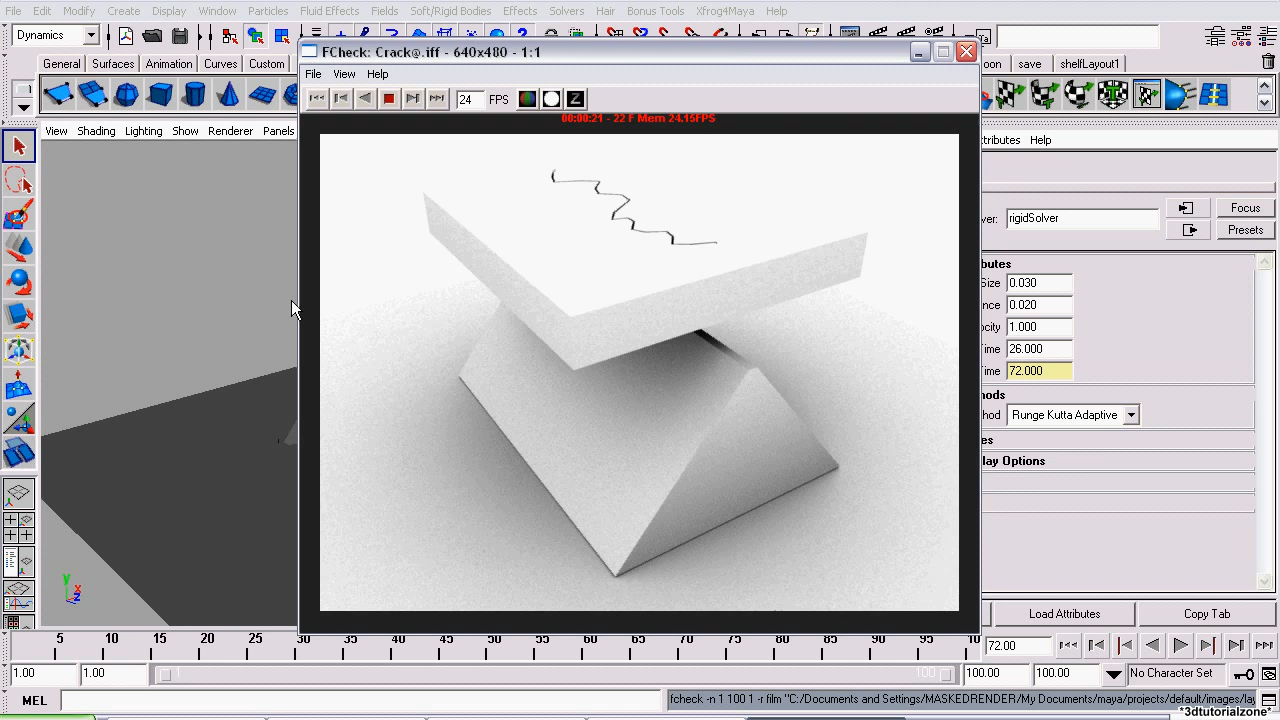 File Edit Modify Create Display Window Particles Fluid Effects Fields Soft/Rigid Bodies Effects Solvers Hair Bonus Tools Xfrog4Maya Help
Dynamics
FCheck: Crack@.iff - 640x480 - 1:1
General Surfaces Animation Curves Custom
oon save shelfLayout1
File View Help
24 FPS
Z
00:00:21 - 22 F Mem 24.15FPS
View Shading Lighting Show Renderer Panels
ttributes Help
ver: rigidSolver
Focus
Presets
butes
Size 0.030
nce 0.020
ocity 1.000
Time 26.000
Time 72.000
hods
hod Runge Kutta Adaptive
es
lay Options
y
x
z
Load Attributes Copy Tab
5 10 15 20 25 30 35 40 45 50 55 60 65 70 75 80 85 90 95 10
72.00
1.00 1.00 1 100 100.00 100.00 No Character Set
MEL
fcheck -n 1 100 1 -r film "C:/Documents and Settings/MASKEDRENDER/My Documents/maya/projects/default/images/lay
*3dtutorialzone*